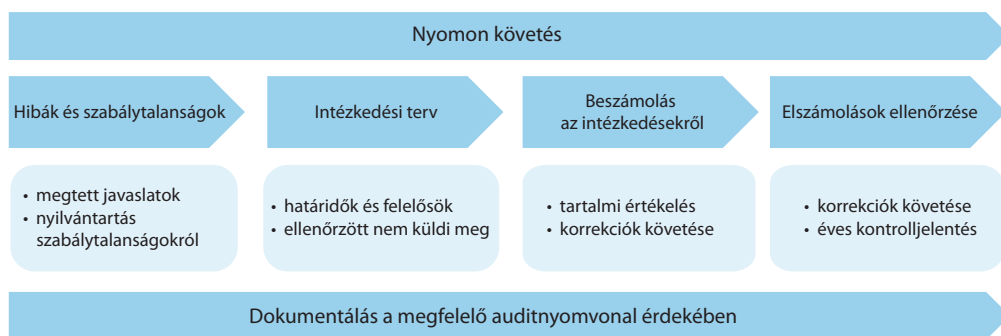 Nyomon követés
Hibák és szabálytalanságok
Intézkedési terv
Beszámolás
az intézkedésekről
Elszámolások ellenőrzése
• megtett javaslatok
• nyilvántartás
szabálytalanságokról
• határidők és felelősök
• ellenőrzött nem küldi meg
• tartalmi értékelés
• korrekciók követése
• korrekciók követése
• éves kontrolljelentés
Dokumentálás a megfelelő auditnyomvonal érdekében